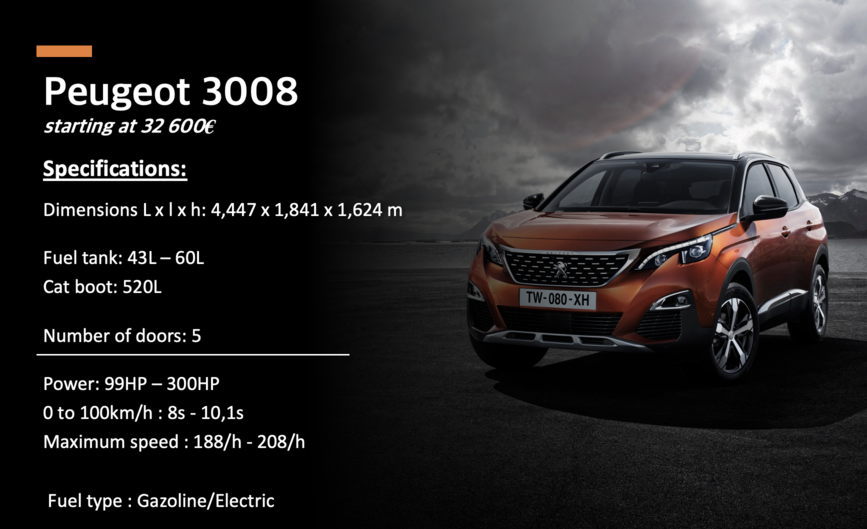 Peugeot 3008
starting at 32 600€
Specifications:
Dimensions L x l x h: 4,447 x 1,841 x 1,624 m
Fuel tank: 43L – 60L
Cat boot: 520L
Number of doors: 5
Power: 99HP – 300HP
0 to 100km/h : 8s - 10,1s
Maximum speed : 188/h - 208/h
Fuel type : Gazoline/Electric
TW-080-XH